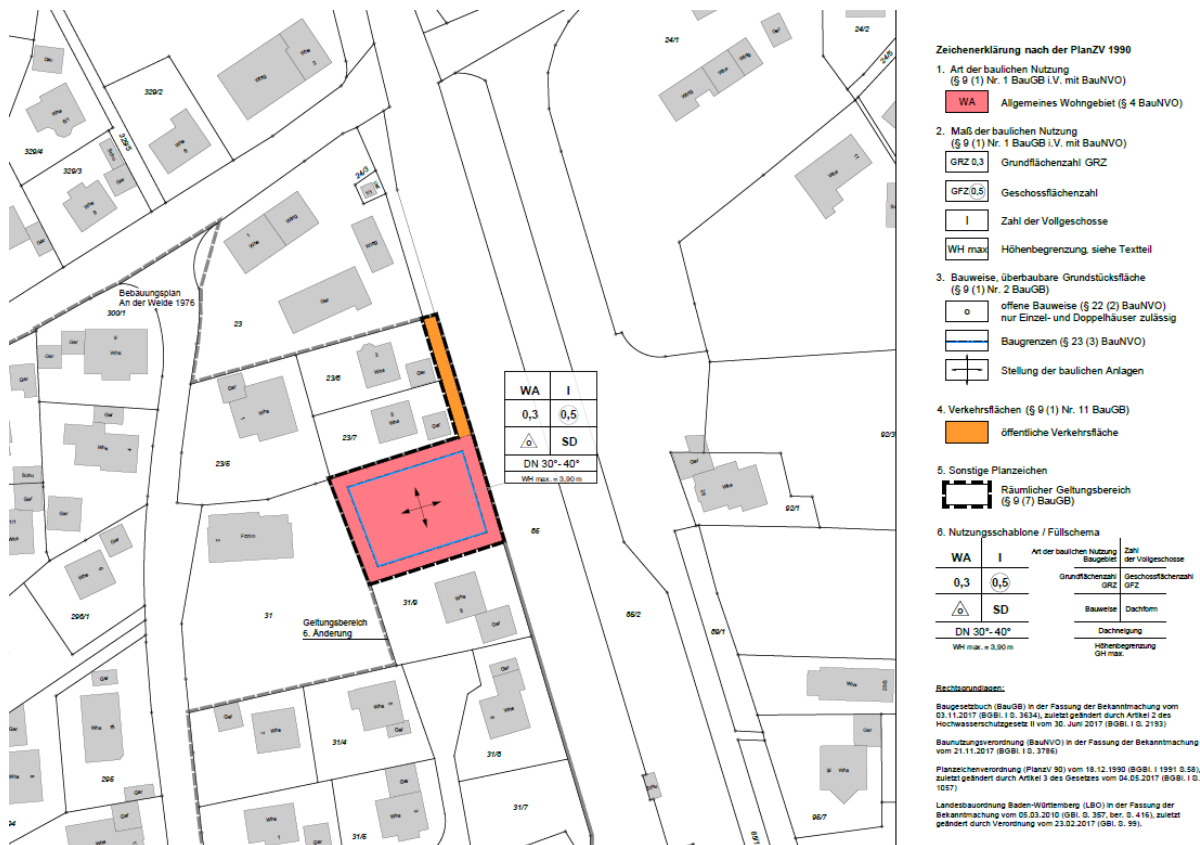 24/1
24/2
24/5
329/2
329/4
329/3
329/5
24/3
Bebauungsplan
An der Weide 1976
300/1
23
23/6
23/7
23/5
WA I
0,3 0,5
o SD
DN 30°- 40°
WH max. = 3,90 m
92/3
92/1
85
85/2
89/1
31
31/9
Geltungsbereich
6. Änderung
296/1
295
31/4
31/8
31/7
31/6
85/1
95/7
Zeichenerklärung nach der PlanZV 1990
1. Art der baulichen Nutzung
(§ 9 (1) Nr. 1 BauGB i.V. mit BauNVO)
WA Allgemeines Wohngebiet (§ 4 BauNVO)
2. Maß der baulichen Nutzung
(§ 9 (1) Nr. 1 BauGB i.V. mit BauNVO)
GRZ 0,3 Grundflächenzahl GRZ
GFZ 0,5 Geschossflächenzahl
I Zahl der Vollgeschosse
WH max Höhenbegrenzung, siehe Textteil
3. Bauweise, überbaubare Grundstücksfläche
(§ 9 (1) Nr. 2 BauGB)
o offene Bauweise (§ 22 (2) BauNVO)
nur Einzel- und Doppelhäuser zulässig
Baugrenzen (§ 23 (3) BauNVO)
Stellung der baulichen Anlagen
4. Verkehrsflächen (§ 9 (1) Nr. 11 BauGB)
öffentliche Verkehrsfläche
5. Sonstige Planzeichen
Räumlicher Geltungsbereich
(§ 9 (7) BauGB)
6. Nutzungsschablone / Füllschema
WA I
0,3 0,5
o SD
DN 30°- 40°
WH max. = 3,90 m
Art der baulichen Nutzung
Baugebiet
Zahl
der Vollgeschosse
Grundflächenzahl
GRZ
Geschossflächenzahl
GFZ
Bauweise Dachform
Dachneigung
Höhenbegrenzung
GH max.
Rechtsgrundlagen:
Baugesetzbuch (BauGB) in der Fassung der Bekanntmachung vom
03.11.2017 (BGBl. I S. 3634), zuletzt geändert durch Artikel 2 des
Hochwasserschutzgesetz II vom 30. Juni 2017 (BGBl. I S. 2193)
Baunutzungsverordnung (BauNVO) in der Fassung der Bekanntmachung
vom 21.11.2017 (BGBl. I S. 3786)
Planzeichenverordnung (PlanzV 90) vom 18.12.1990 (BGBl. I 1991 S.58),
zuletzt geändert durch Artikel 3 des Gesetzes vom 04.05.2017 (BGBl. I S.
1057)
Landesbauordnung Baden-Württemberg (LBO) in der Fassung der
Bekanntmachung vom 05.03.2010 (GBl. S. 357, ber. S. 416), zuletzt
geändert durch Verordnung vom 23.02.2017 (GBl. S. 99).